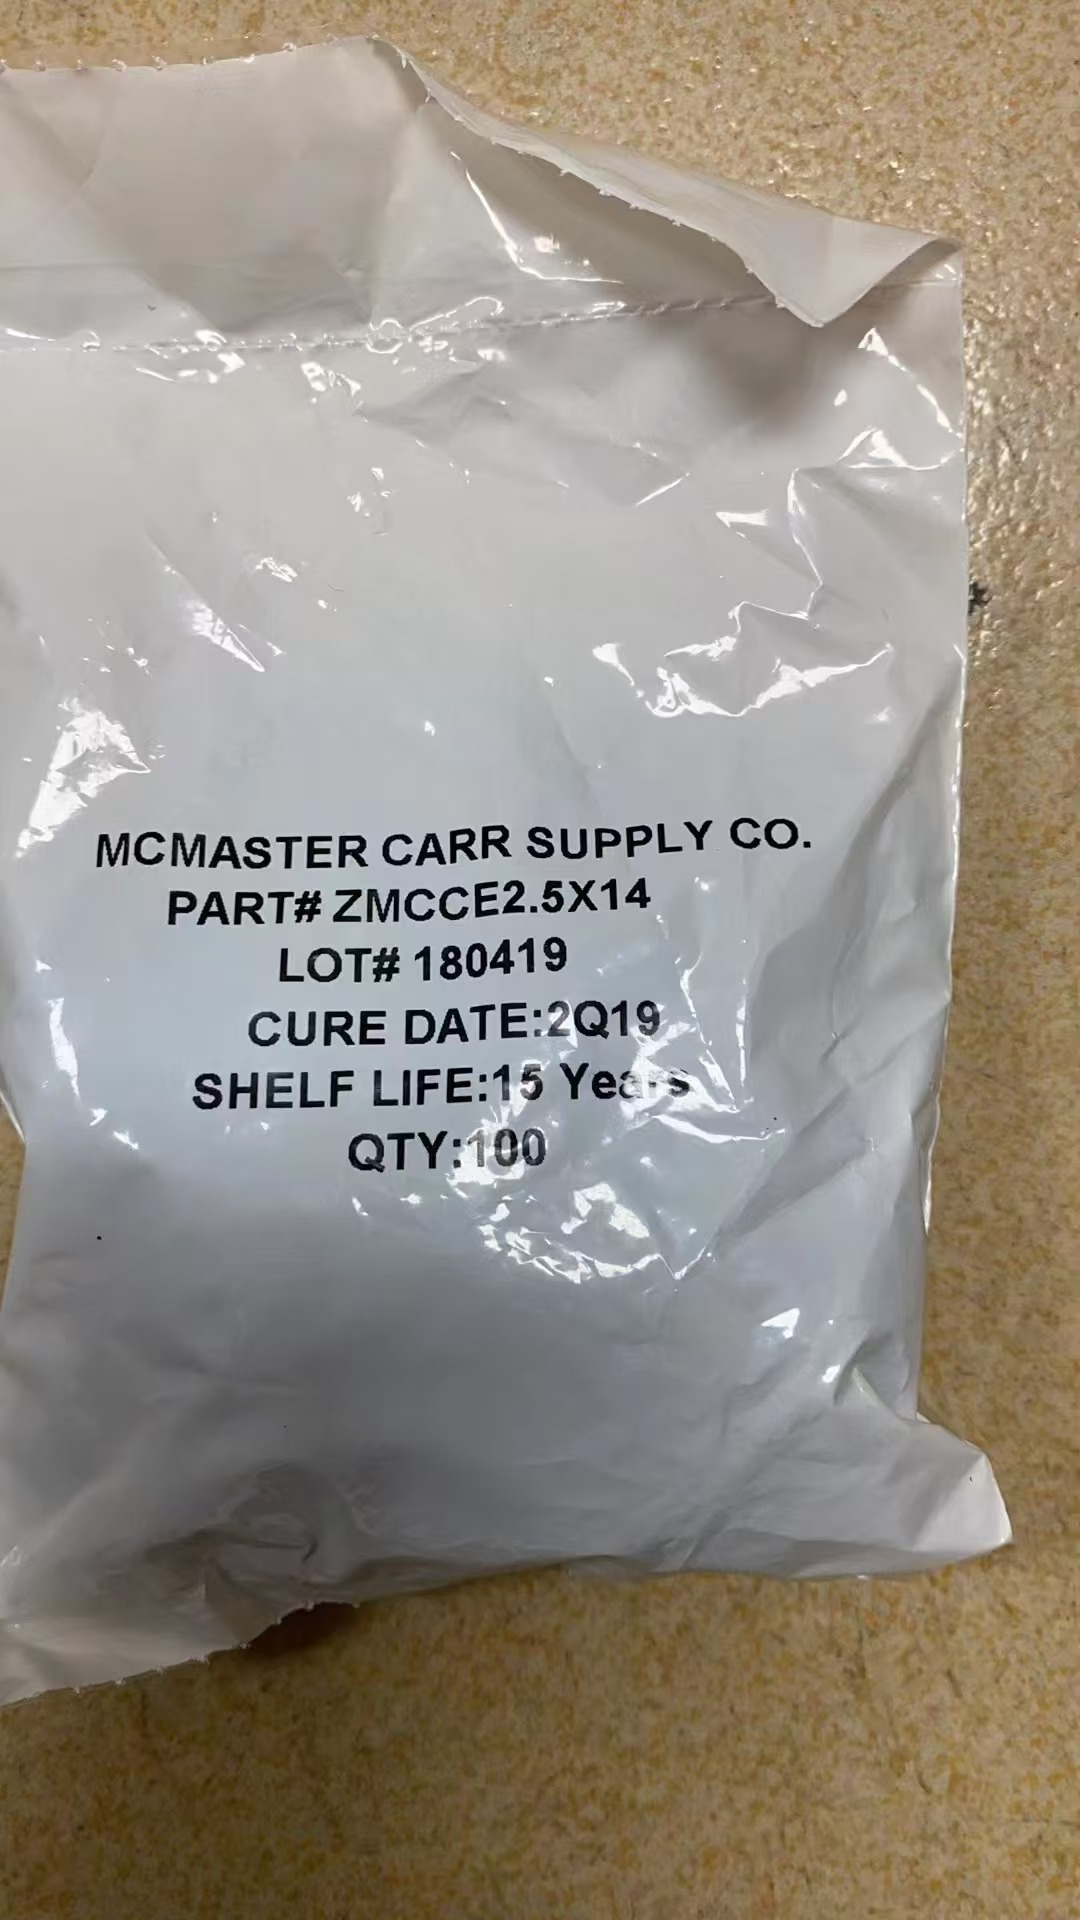 MCMASTER CARR SUPPLY CO.
PART# ZMCCE2.5X14
LOT# 180419
CURE DATE:2Q19
SHELF LIFE:15 Years
QTY:100